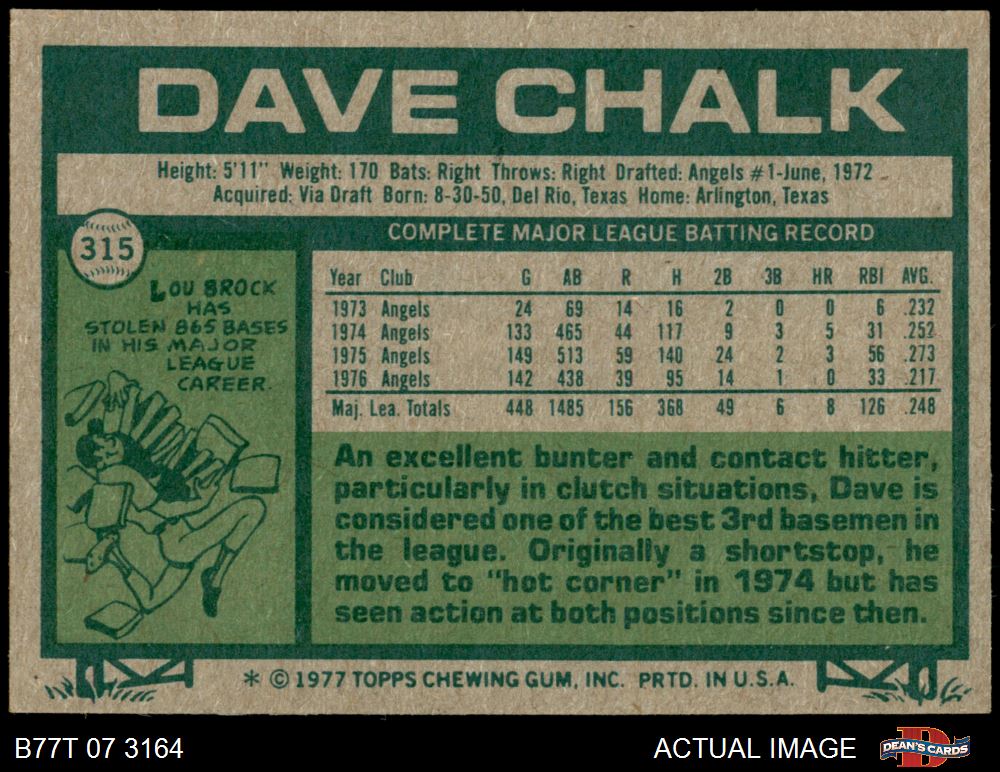 DAVE CHALK
Height: 5'11" Weight: 170 Bats: Right Throws: Right Drafted: Angels #1-June, 1972
Acquired: Via Draft Born: 8-30-50, Del Rio, Texas Home: Arlington, Texas
315
LOU BROCK
HAS
STOLEN 865 BASES
IN HIS MAJOR
LEAGUE
CAREER.
COMPLETE MAJOR LEAGUE BATTING RECORD
Year Club G AB R H 2B 3B HR RBI AVG.
1973 Angels 24 69 14 16 2 0 0 6 .232
1974 Angels 133 465 44 117 9 3 5 31 .252
1975 Angels 149 513 59 140 24 2 3 56 .273
1976 Angels 142 438 39 95 14 1 0 33 .217
Maj. Lea. Totals 448 1485 156 368 49 6 8 126 .248
An excellent bunter and contact hitter,
particularly in clutch situations, Dave is
considered one of the best 3rd basemen in
the league. Originally a shortstop, he
moved to "hot corner" in 1974 but has
seen action at both positions since then.
* © 1977 TOPPS CHEWING GUM, INC. PRTD. IN U.S.A.
B77T 07 3164
ACTUAL IMAGE
D
DEAN'S CARDS